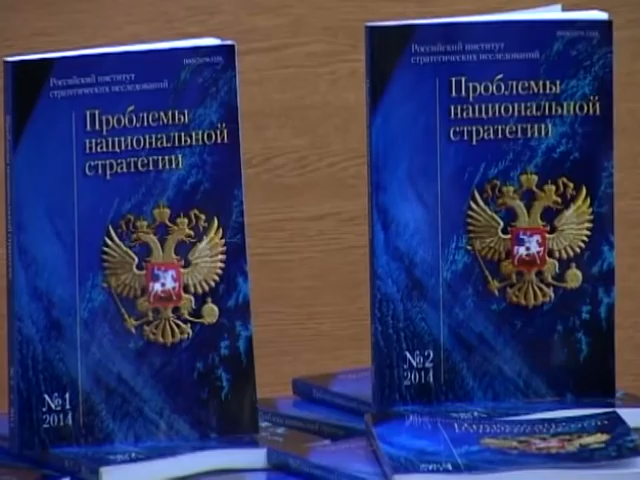 Российский институт
стратегических исследований
Проблемы
национальной
стратегии
№1
2014
Российский институт
стратегических исследований
Проблемы
национальной
стратегии
№2
2014